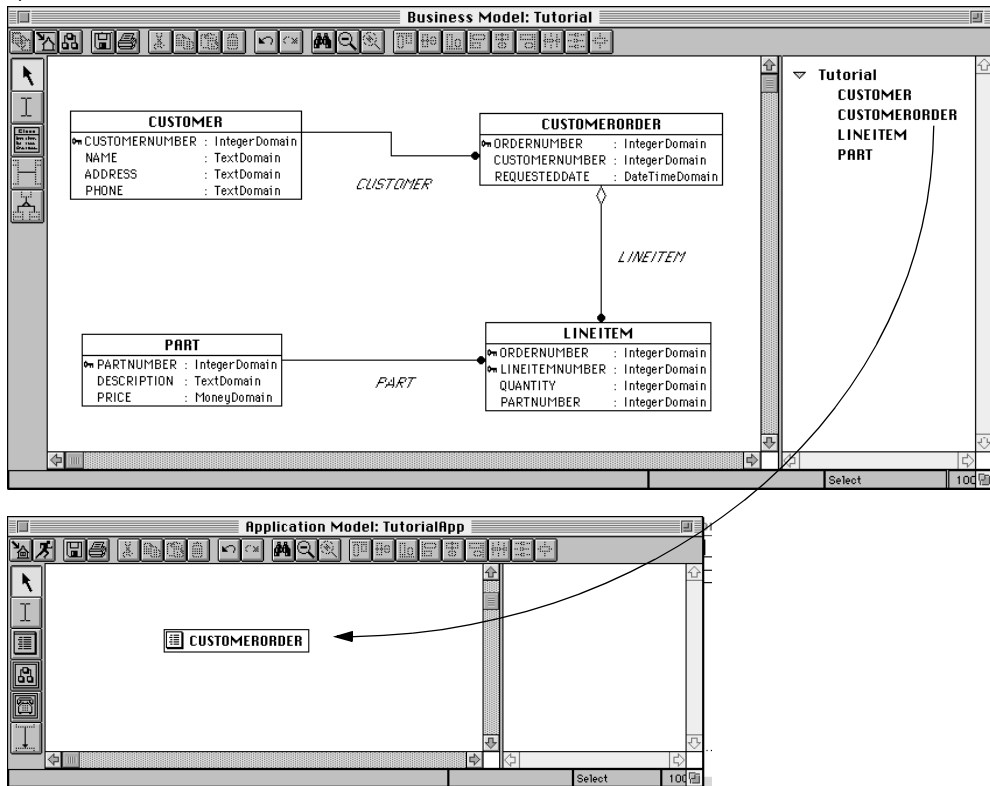 Business Model: Tutorial
CUSTOMER
CUSTOMERNUMBER : IntegerDomain
NAME : TextDomain
ADDRESS : TextDomain
PHONE : TextDomain
CUSTOMER
CUSTOMERORDER
ORDERNUMBER : IntegerDomain
CUSTOMERNUMBER : IntegerDomain
REQUESTEDDATE : DateTimeDomain
LINEITEM
PART
PARTNUMBER : IntegerDomain
DESCRIPTION : TextDomain
PRICE : MoneyDomain
PART
LINEITEM
ORDERNUMBER : IntegerDomain
LINEITEMNUMBER : IntegerDomain
QUANTITY : IntegerDomain
PARTNUMBER : IntegerDomain
Tutorial
CUSTOMER
CUSTOMERORDER
LINEITEM
PART
Select
100
Application Model: TutorialApp
CUSTOMERORDER
Select
100